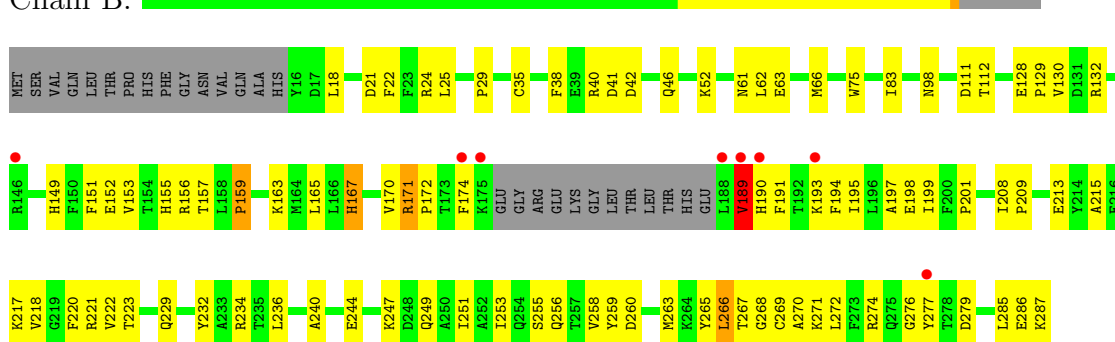 Chain B:
MET SER VAL GLN LEU THR PRO HIS PHE GLY ASN VAL GLN ALA HIS Y16 D17 L18 D21 F22 F23 R24 L25 P29 C35 F38 E39 R40 D41 D42 Q46 K52 N61 L62 E63 M66 W75 I83 N98 D111 T112 E128 P129 V130 D131 R132
R146 H149 F150 F151 E152 V153 T154 H155 R156 T157 L158 P159 K163 M164 L165 L166 H167 V170 R171 P172 T173 F174 K175 GLU GLY ARG GLU LYS GLY LEU THR LEU THR HIS GLU L188 V189 H190 F191 T192 K193 F194 I195 L196 A197 E198 I199 F200 P201 I208 P209 E213 Y214 A215 E216
K217 V218 G219 F220 R221 V222 T223 Q229 Y232 A233 R234 T235 L236 A240 E244 K247 D248 Q249 A250 I251 A252 I253 Q254 S255 Q256 T257 V258 Y259 D260 M263 K264 Y265 L266 T267 G268 C269 A270 K271 L272 F273 R274 Q275 G276 Y277 T278 D279 L285 E286 K287